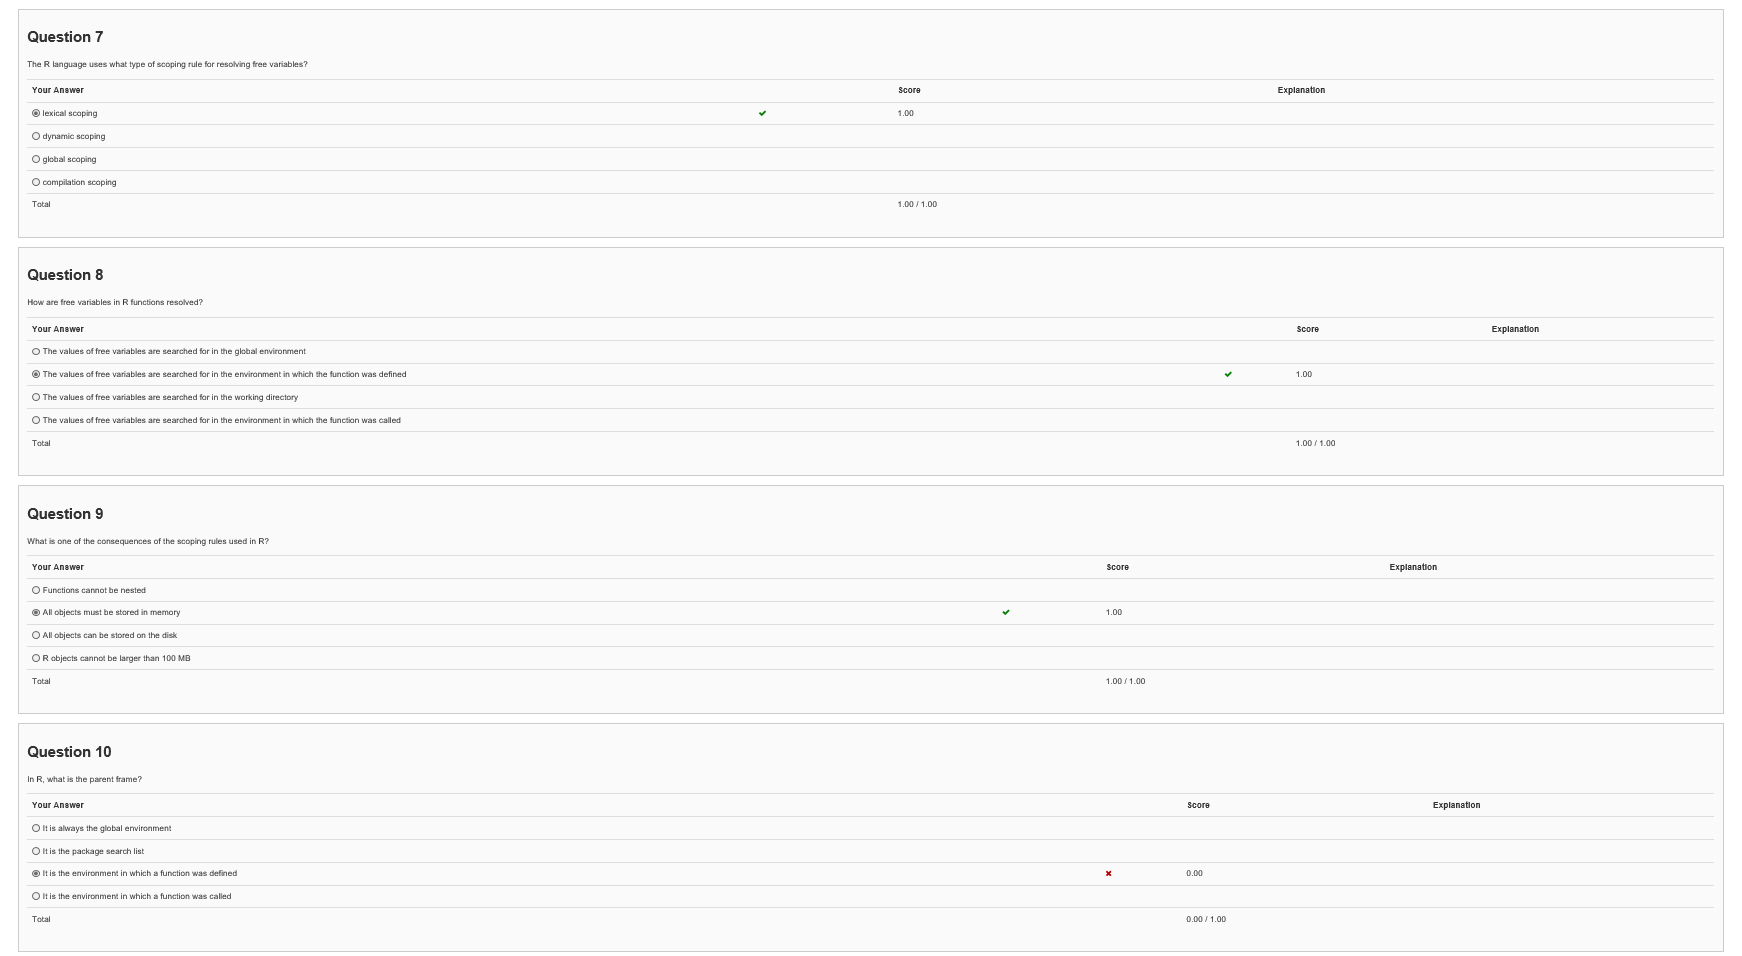 Question 7
The R language uses what type of scoping rule for resolving free variables?
Your Answer Score Explanation
lexical scoping 1.00
dynamic scoping
global scoping
compilation scoping
Total 1.00 / 1.00
Question 8
How are free variables in R functions resolved?
Your Answer Score Explanation
The values of free variables are searched for in the global environment
The values of free variables are searched for in the environment in which the function was defined 1.00
The values of free variables are searched for in the working directory
The values of free variables are searched for in the environment in which the function was called
Total 1.00 / 1.00
Question 9
What is one of the consequences of the scoping rules used in R?
Your Answer Score Explanation
Functions cannot be nested
All objects must be stored in memory 1.00
All objects can be stored on the disk
R objects cannot be larger than 100 MB
Total 1.00 / 1.00
Question 10
In R, what is the parent frame?
Your Answer Score Explanation
It is always the global environment
It is the package search list
It is the environment in which a function was defined 0.00
It is the environment in which a function was called
Total 0.00 / 1.00